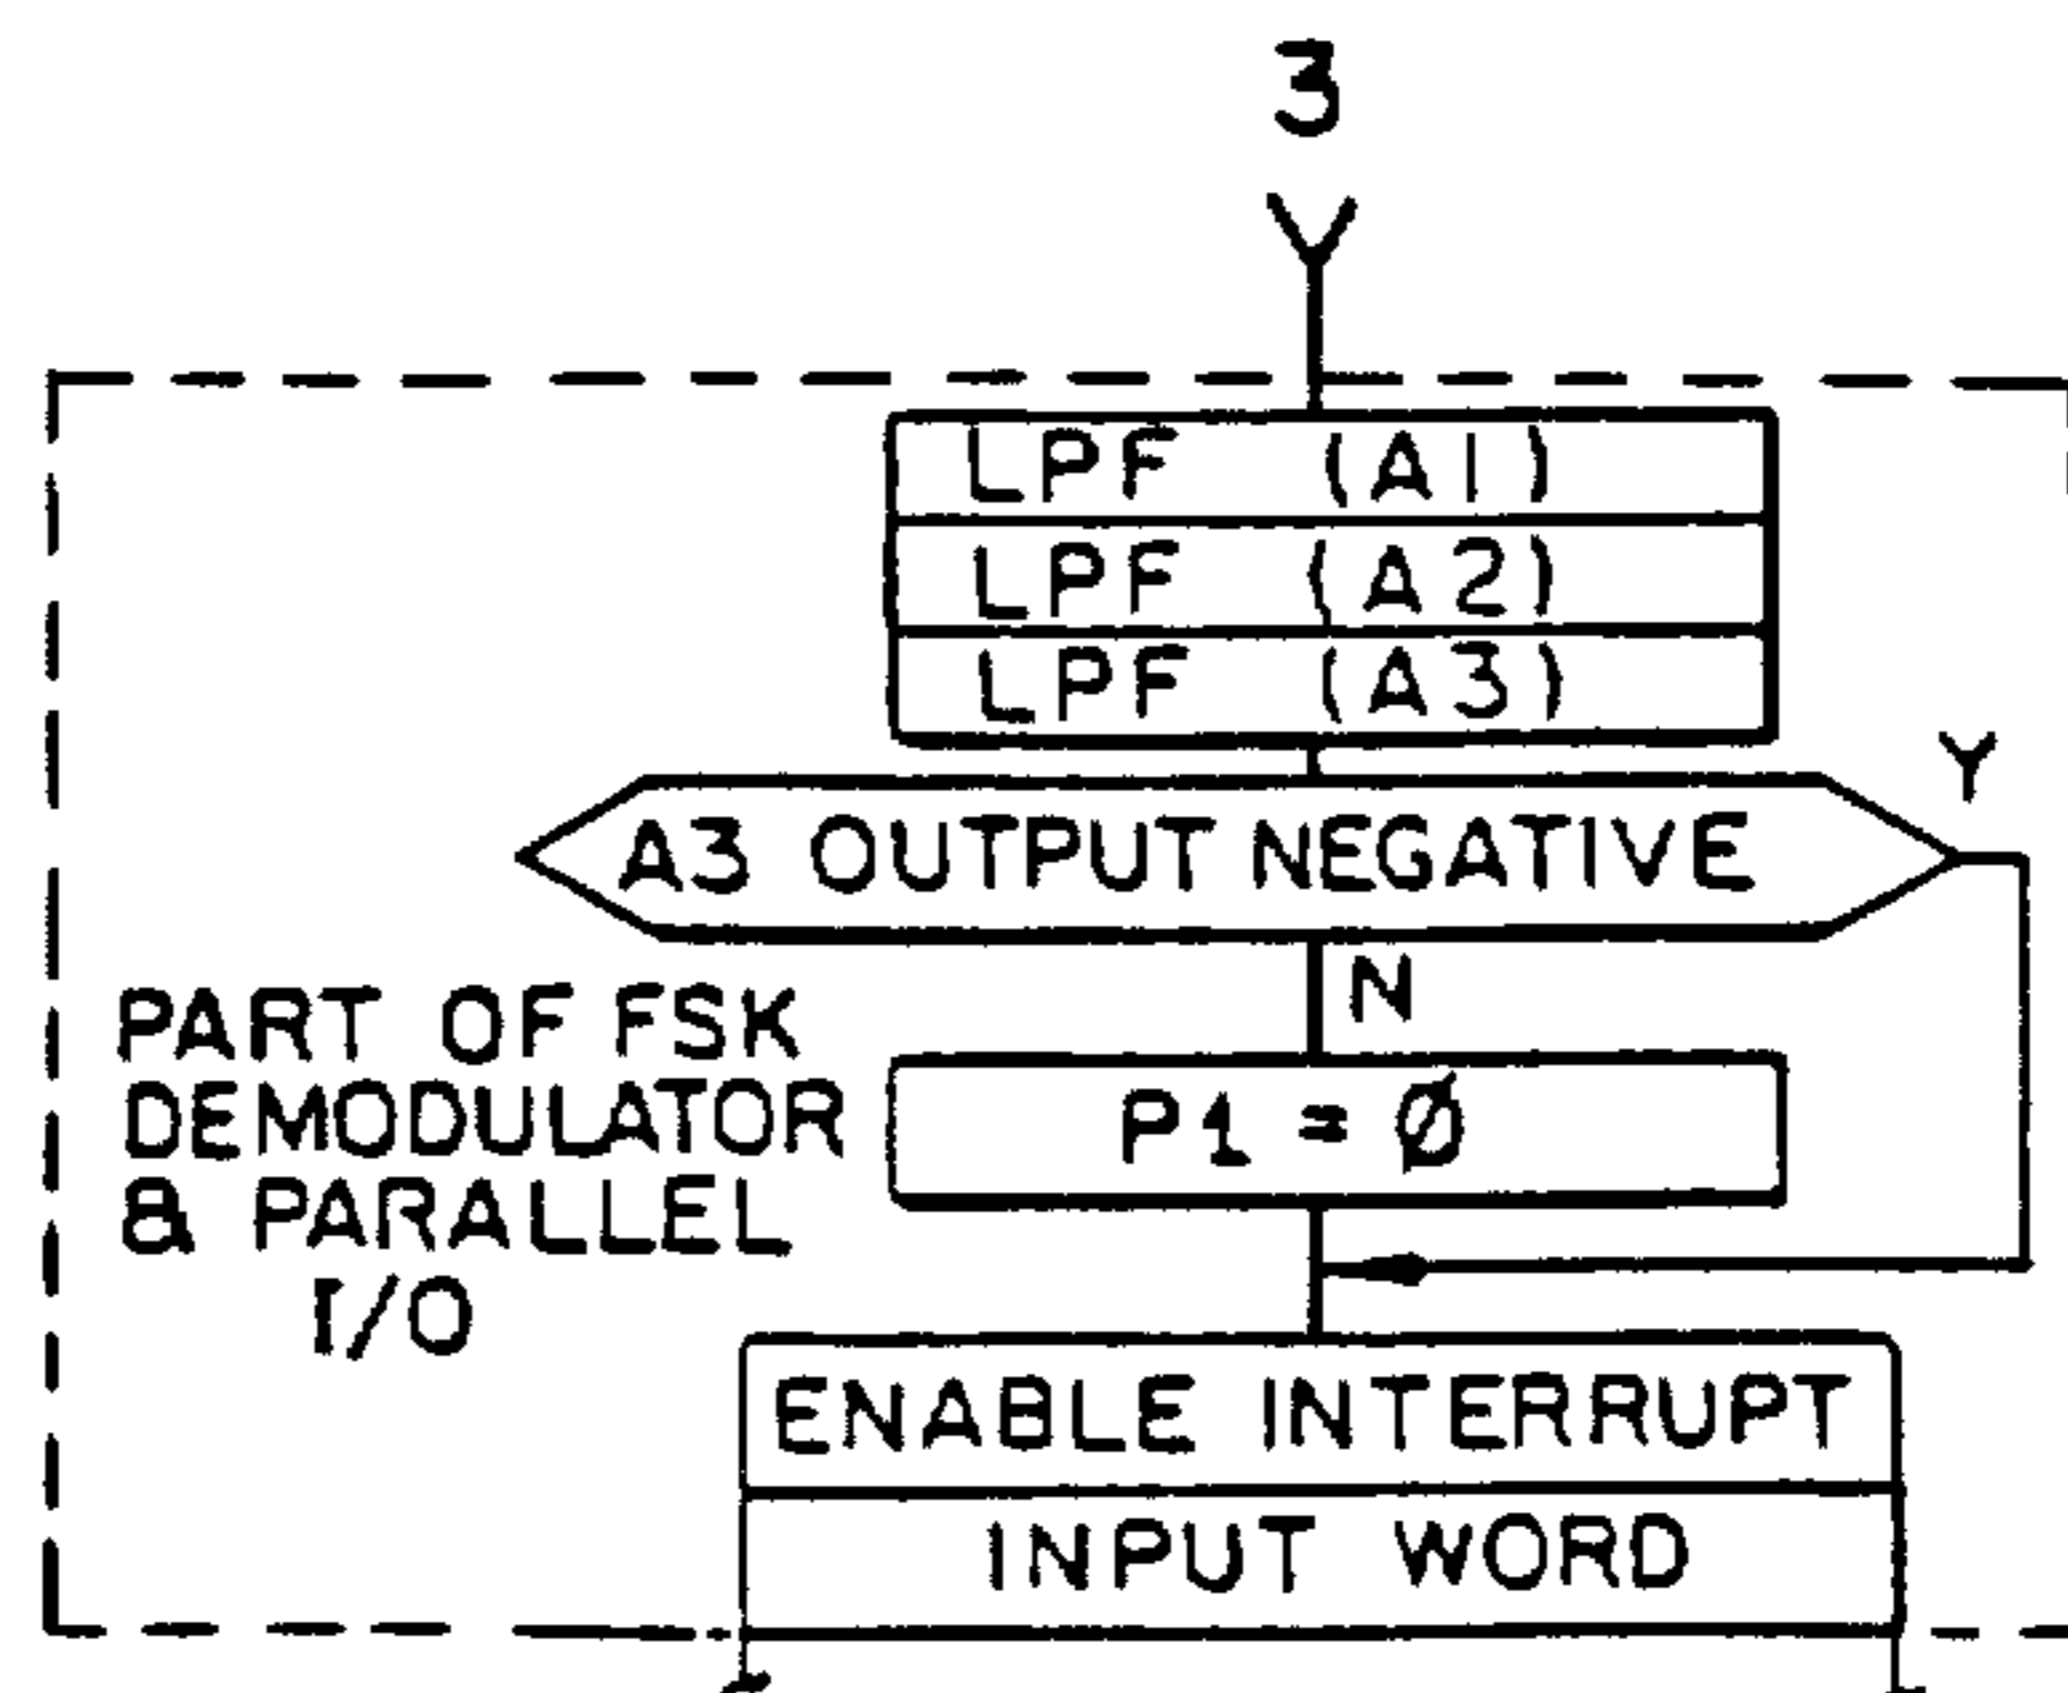 3
LPF (A1)
LPF (A2)
LPF (A3)
Y
A3 OUTPUT NEGATIVE
N
PART OF FSK
DEMODULATOR
& PARALLEL
I/O
P1 = Ø
ENABLE INTERRUPT
INPUT WORD